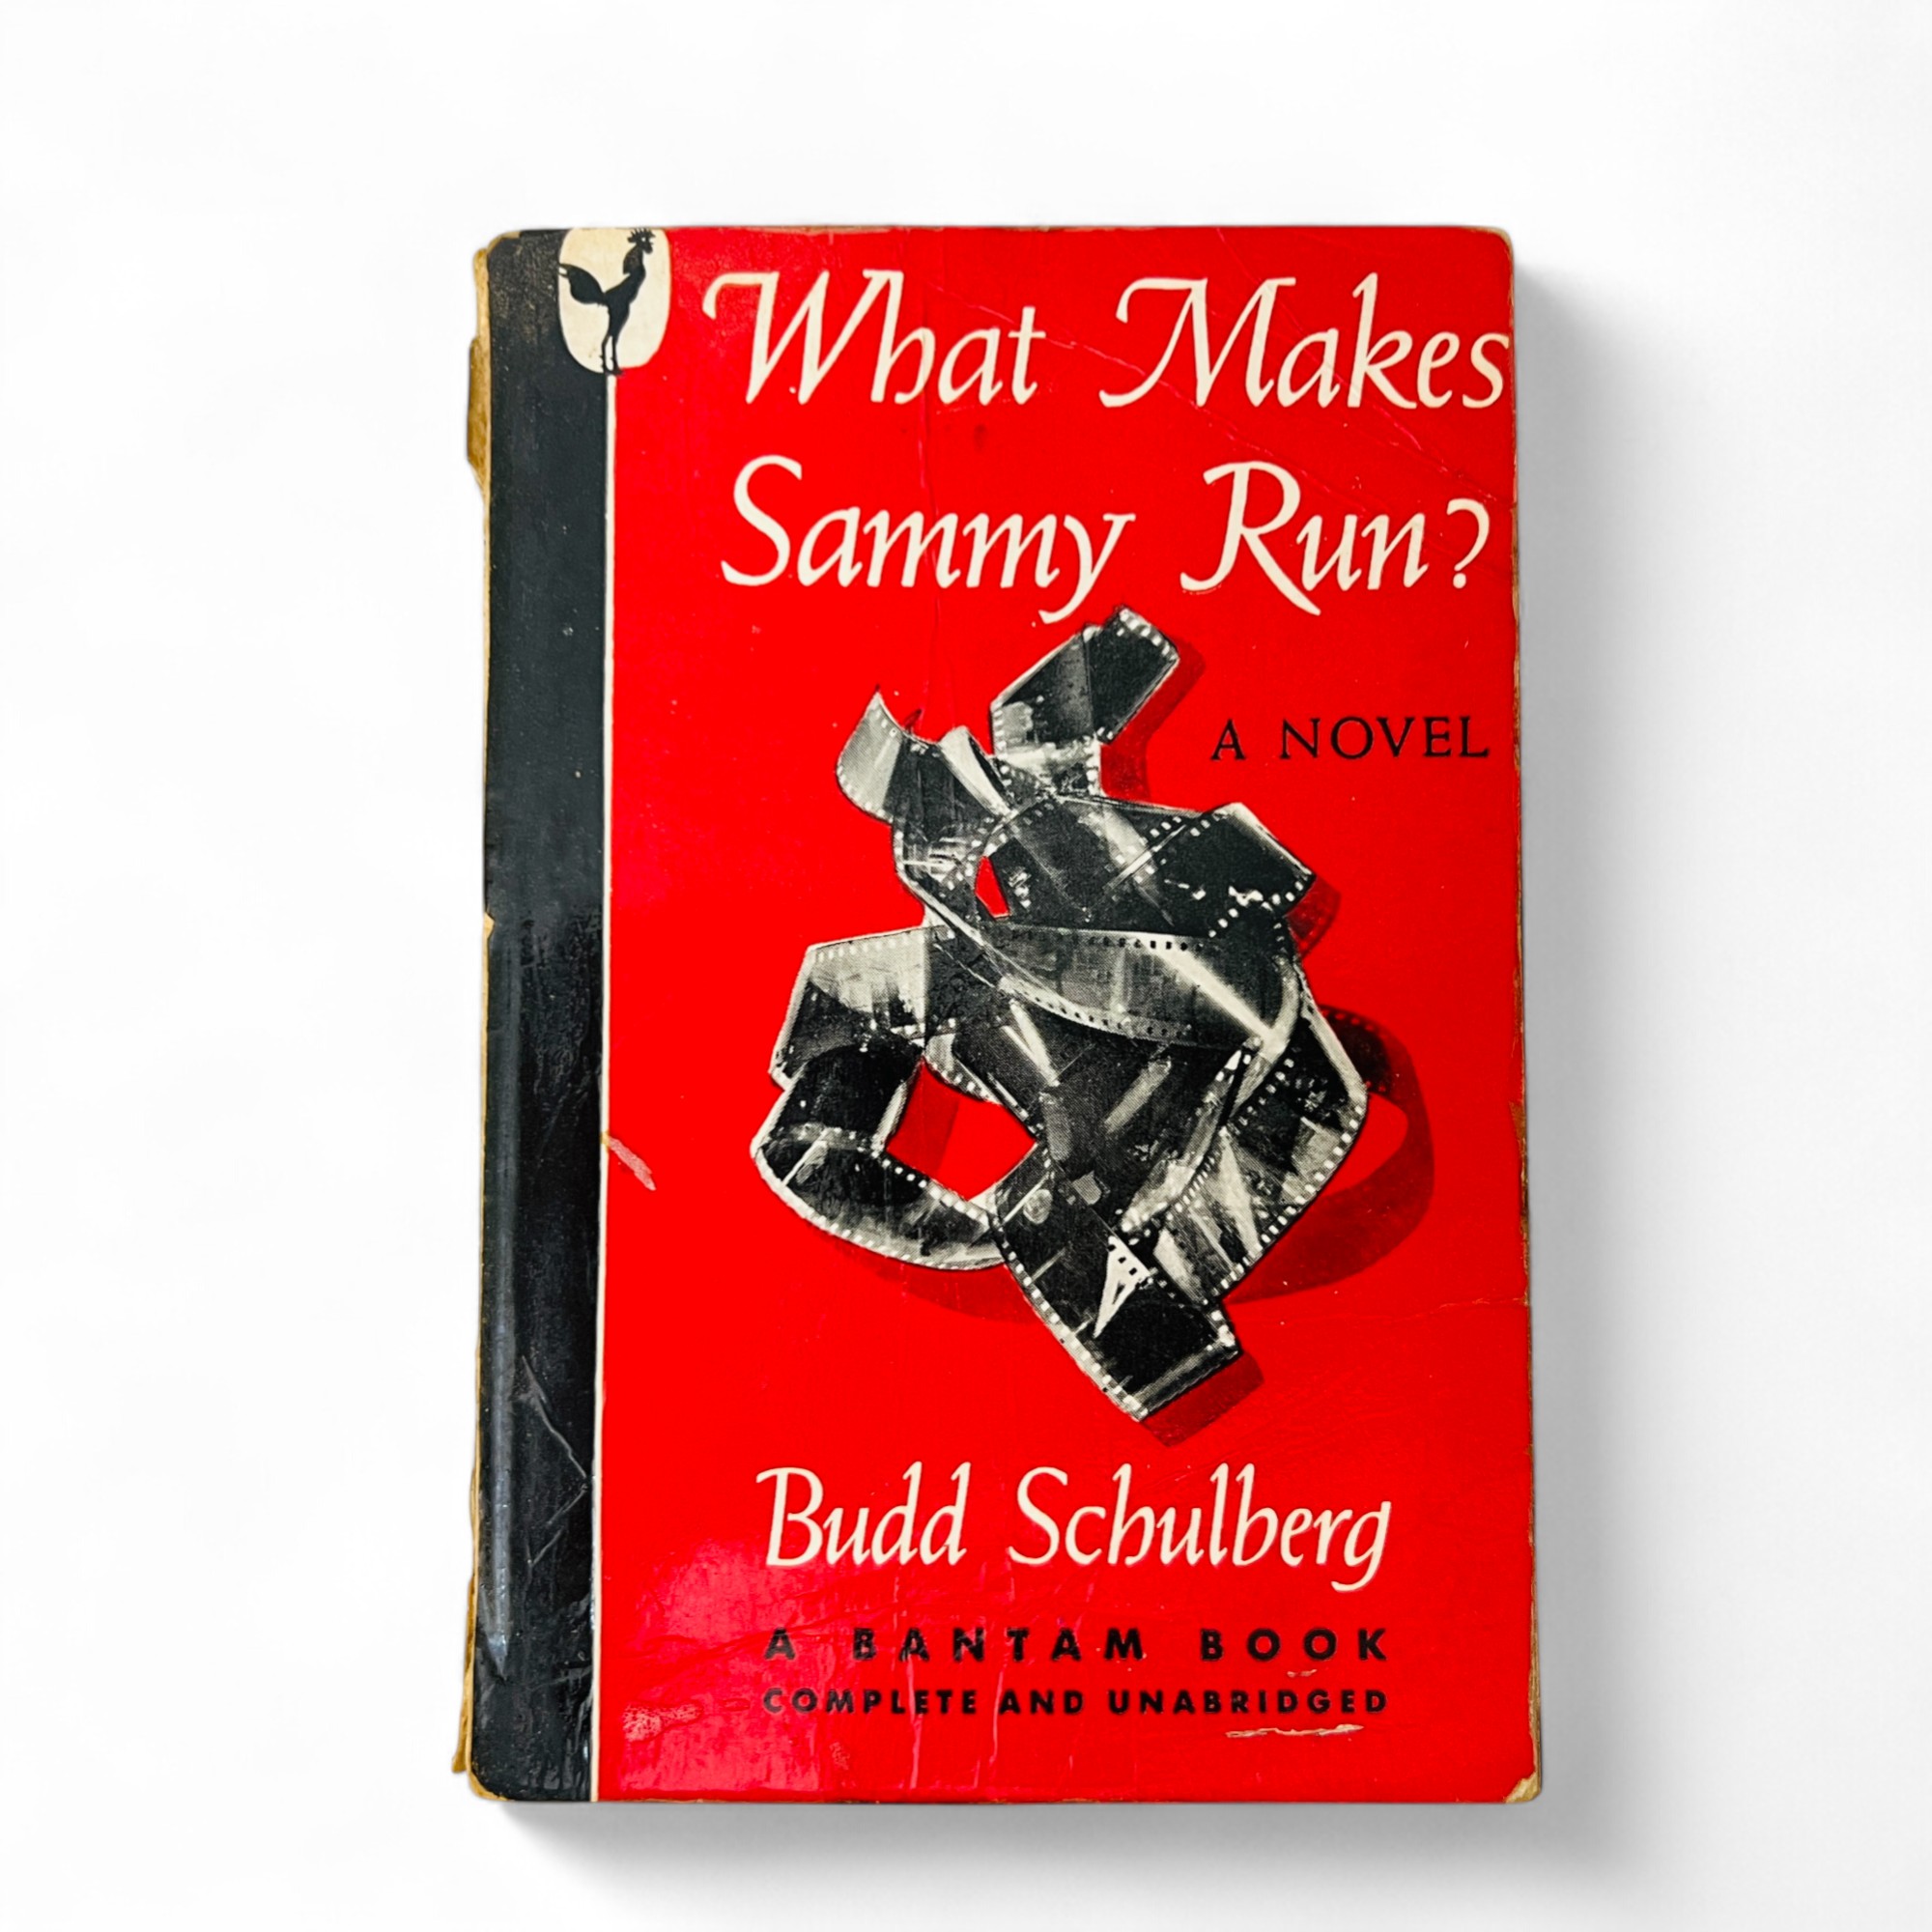 What Makes
Sammy Run?
A NOVEL
Budd Schulberg
A BANTAM BOOK
COMPLETE AND UNABRIDGED